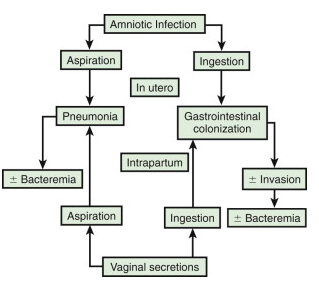 Amniotic Infection
Aspiration
Ingestion
In utero
Pneumonia
Gastrointestinal
colonization
Intrapartum
± Bacteremia
± Invasion
Aspiration
Ingestion
± Bacteremia
Vaginal secretions